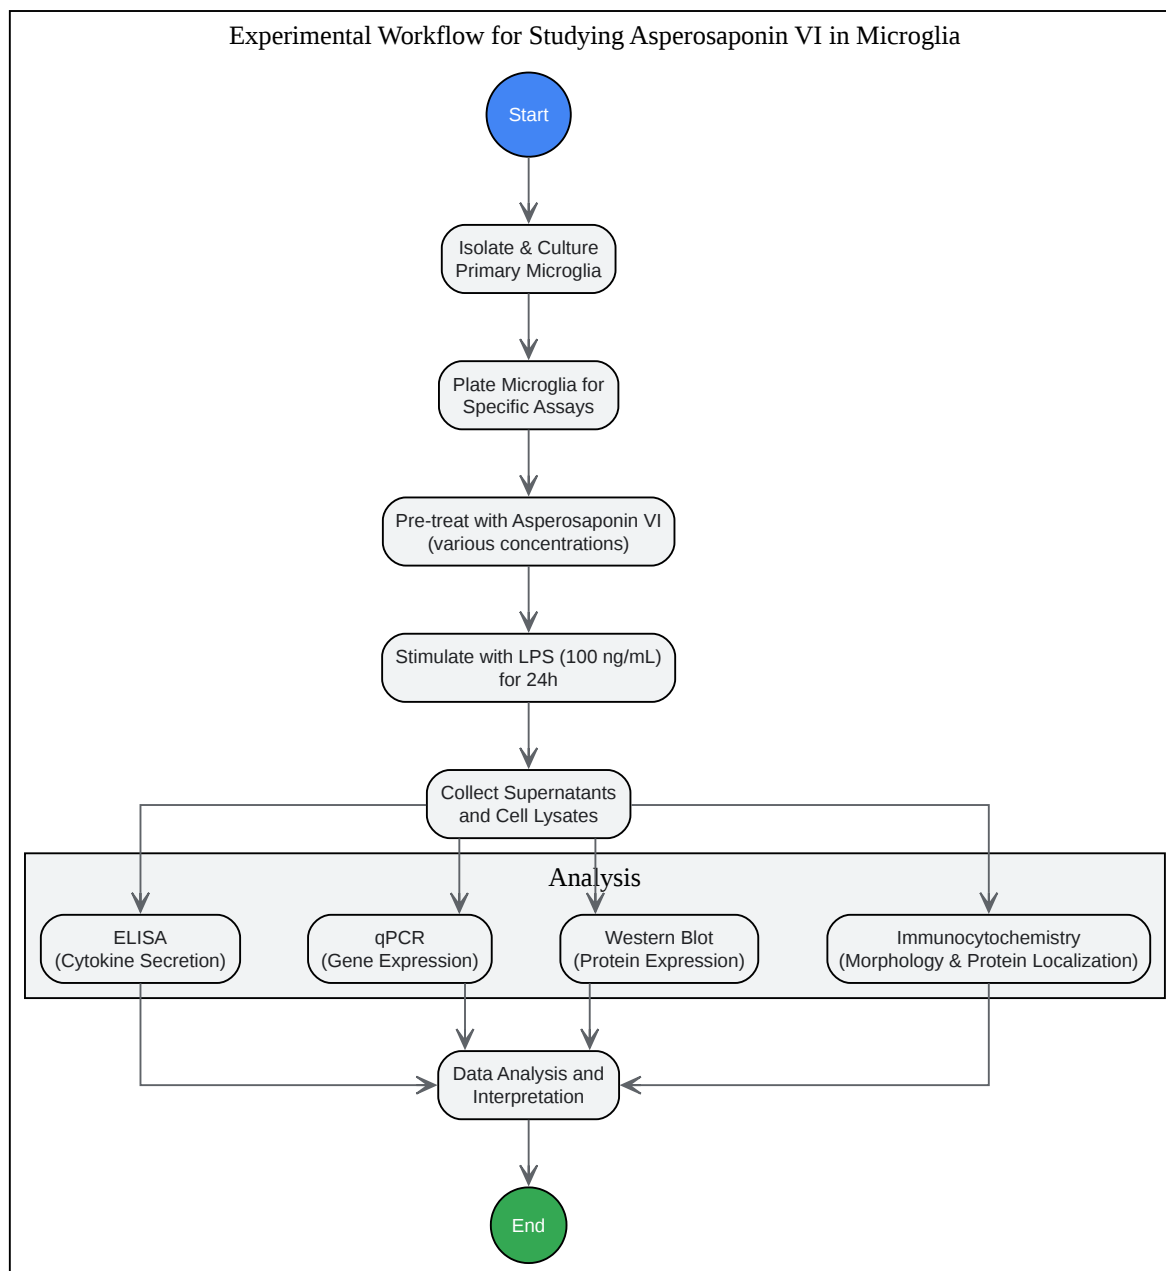 Experimental Workflow for Studying Asperosaponin VI in Microglia
Start
Isolate & Culture
Primary Microglia
Plate Microglia for
Specific Assays
Pre-treat with Asperosaponin VI
(various concentrations)
Stimulate with LPS (100 ng/mL)
for 24h
Collect Supernatants
and Cell Lysates
Analysis
ELISA
(Cytokine Secretion)
qPCR
(Gene Expression)
Western Blot
(Protein Expression)
Immunocytochemistry
(Morphology & Protein Localization)
Data Analysis and
Interpretation
End